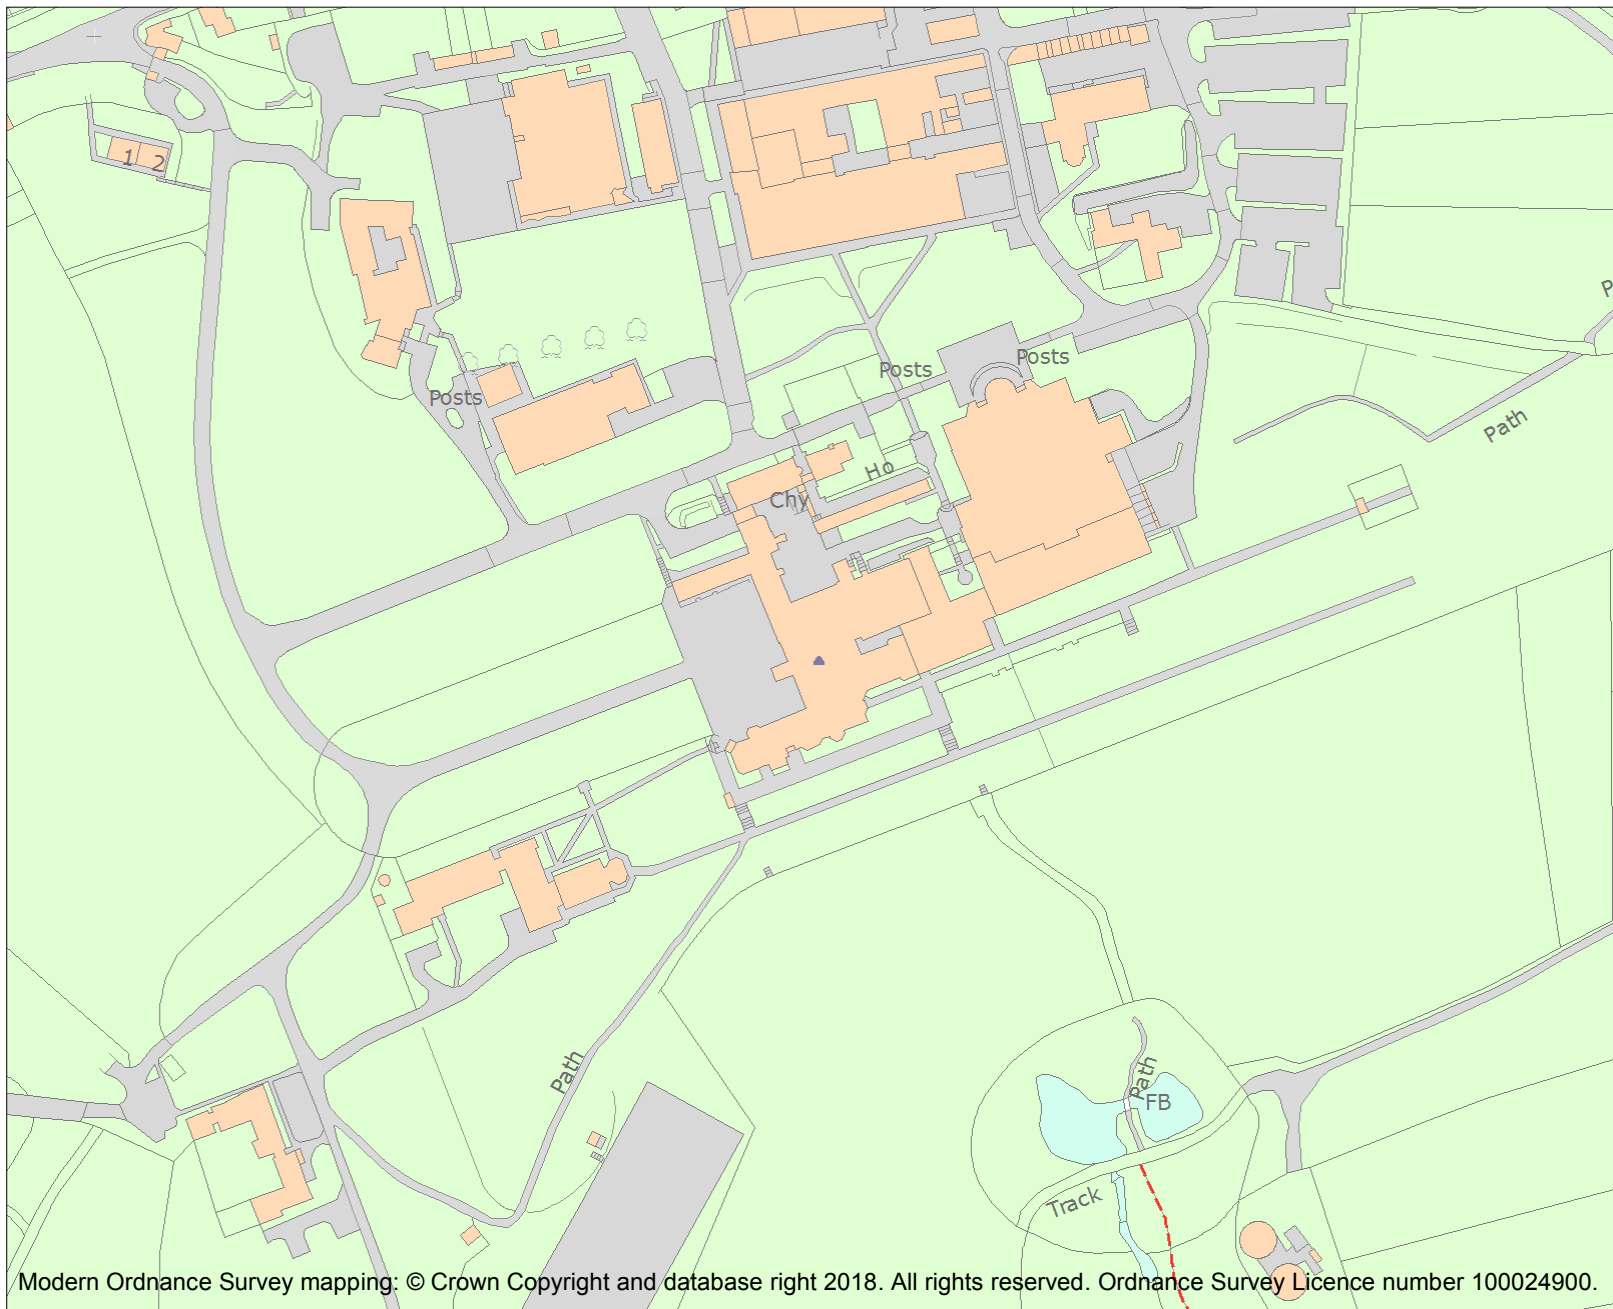 1 2
P
Posts
Posts
Posts
Path
Ho
Chy
Path
Path
FB
Track
Modern Ordnance Survey mapping: © Crown Copyright and database right 2018. All rights reserved. Ordnance Survey Licence number 100024900.